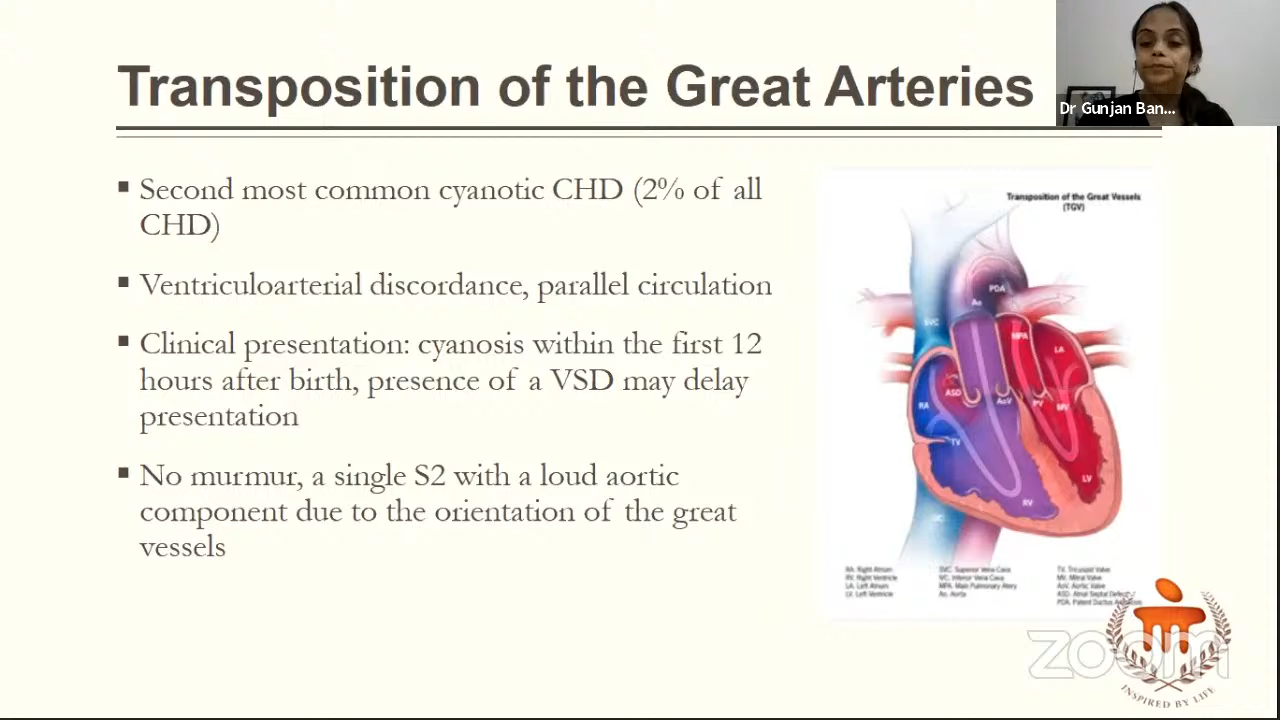 Transposition of the Great Arteries
Dr Gunjan Ban...
▪ Second most common cyanotic CHD (2% of all
CHD)
▪ Ventriculoarterial discordance, parallel circulation
▪ Clinical presentation: cyanosis within the first 12
hours after birth, presence of a VSD may delay
presentation
▪ No murmur, a single S2 with a loud aortic
component due to the orientation of the great
vessels
Transposition of the Great Vessels
(TGV)
PDA
Ao
SVC
MPA
LA
ASD
AoV
PV
MV
RA
TV
LV
RV
RA. Right Atrium
RV. Right Ventricle
LA. Left Atrium
LV. Left Ventricle
SVC. Superior Vena Cava
IVC. Inferior Vena Cava
MPA. Main Pulmonary Artery
Ao. Aorta
TV. Tricuspid Valve
MV. Mitral Valve
AoV. Aortic Valve
ASD. Atrial Septal Defect
PDA. Patent Ductus
zoom
INSPIRED BY LIFE